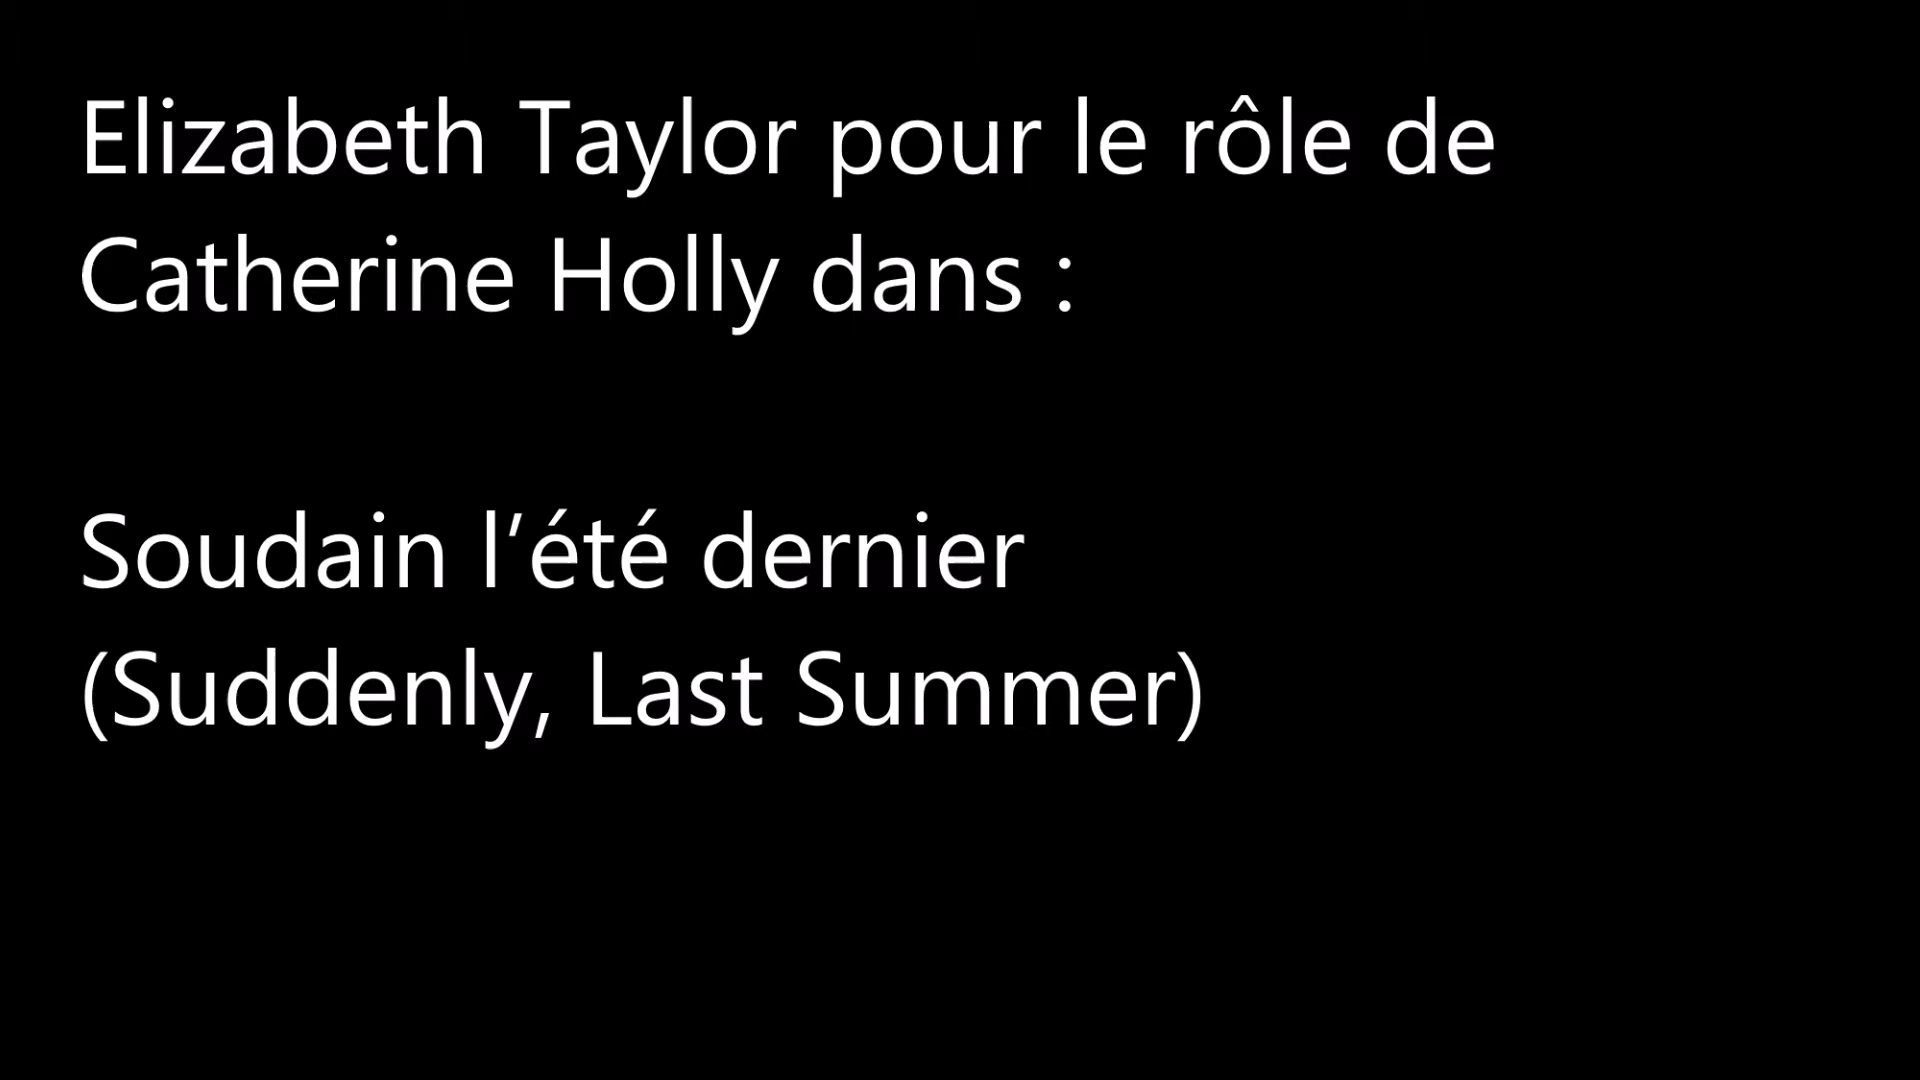 Elizabeth Taylor pour le rôle de
Catherine Holly dans :
Soudain l’été dernier
(Suddenly, Last Summer)